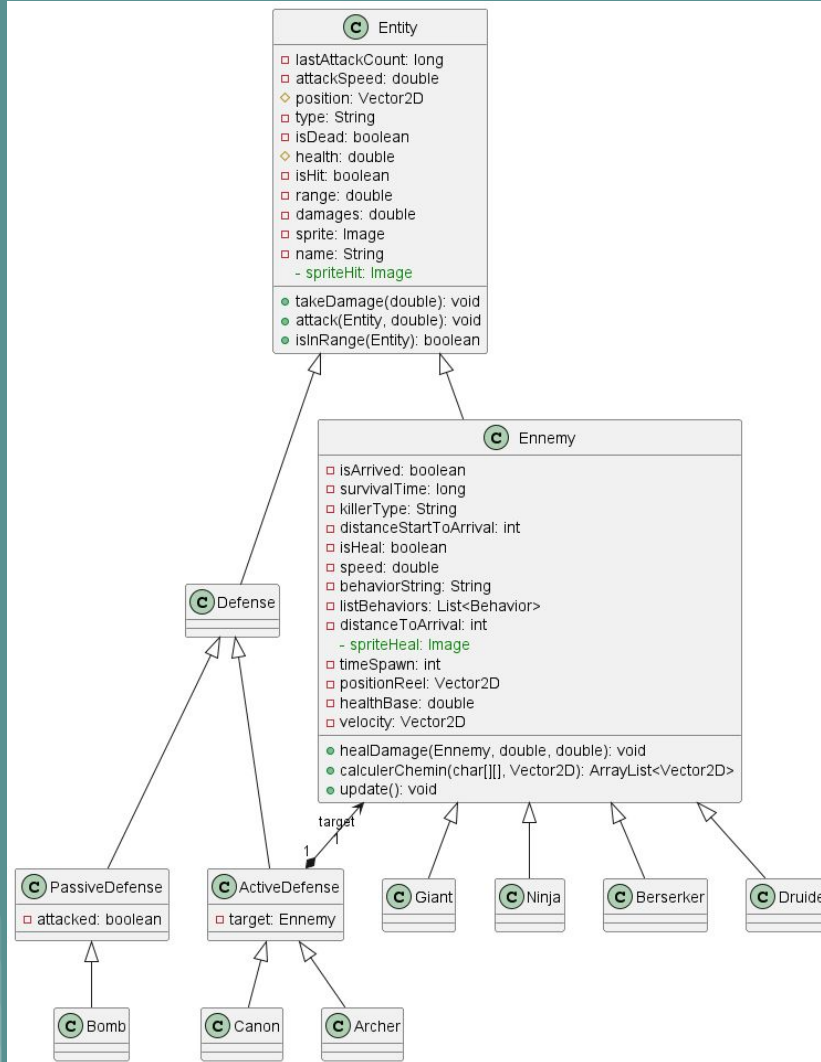 C Entity
lastAttackCount: long
attackSpeed: double
position: Vector2D
type: String
isDead: boolean
health: double
isHit: boolean
range: double
damages: double
sprite: Image
name: String
- spriteHit: Image
takeDamage(double): void
attack(Entity, double): void
isInRange(Entity): boolean
C Ennemy
isArrived: boolean
survivalTime: long
killerType: String
distanceStartToArrival: int
isHeal: boolean
speed: double
behaviorString: String
listBehaviors: List<Behavior>
distanceToArrival: int
- spriteHeal: Image
timeSpawn: int
positionReel: Vector2D
healthBase: double
velocity: Vector2D
healDamage(Ennemy, double, double): void
calculerChemin(char[][], Vector2D): ArrayList<Vector2D>
update(): void
C Defense
target
1
1
C PassiveDefense
attacked: boolean
C ActiveDefense
target: Ennemy
C Giant
C Ninja
C Berserker
C Druide
C Bomb
C Canon
C Archer